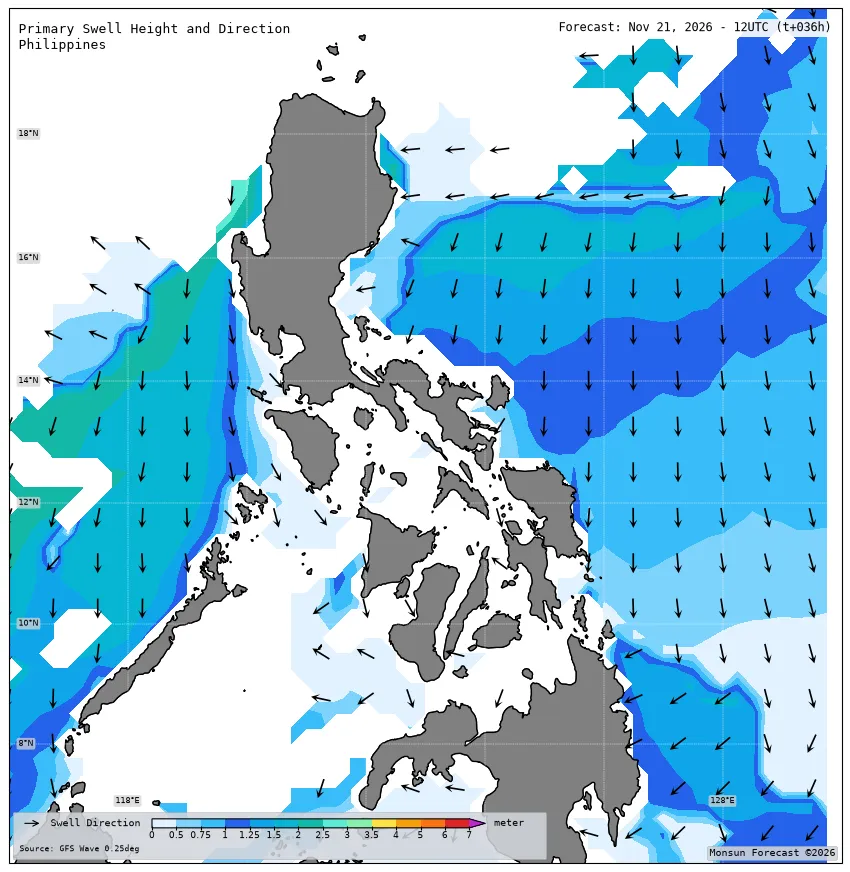 Primary Swell Height and Direction
Philippines
Forecast: Nov 21, 2026 - 12UTC (t+036h)
18°N
16°N
14°N
12°N
10°N
8°N
118°E
128°E
Swell Direction
0 0.5 0.75 1 1.25 1.5 2 2.5 3 3.5 4 5 6 7
meter
Source: GFS Wave 0.25deg
Monsun Forecast ©2026